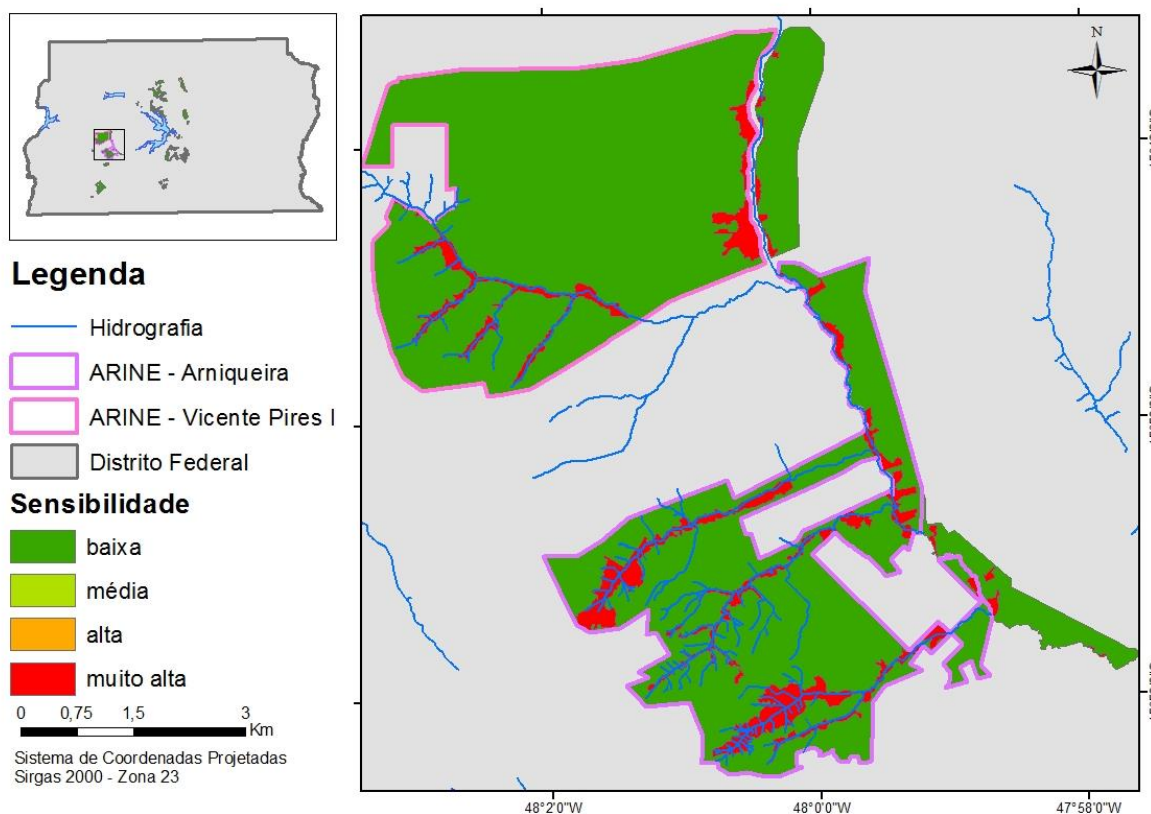 N
Legenda
Hidrografia
ARINE - Arniqueira
ARINE - Vicente Pires I
Distrito Federal
Sensibilidade
baixa
média
alta
muito alta
0 0,75 1,5 3
Km
Sistema de Coordenadas Projetadas
Sirgas 2000 - Zona 23
48°2'0"W 48°0'0"W 47°58'0"W